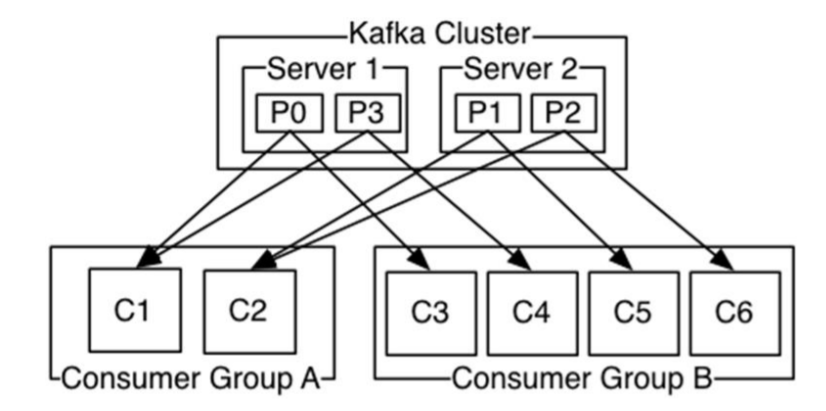 Kafka Cluster
Server 1
Server 2
P0
P3
P1
P2
C1
C2
C3
C4
C5
C6
Consumer Group A
Consumer Group B